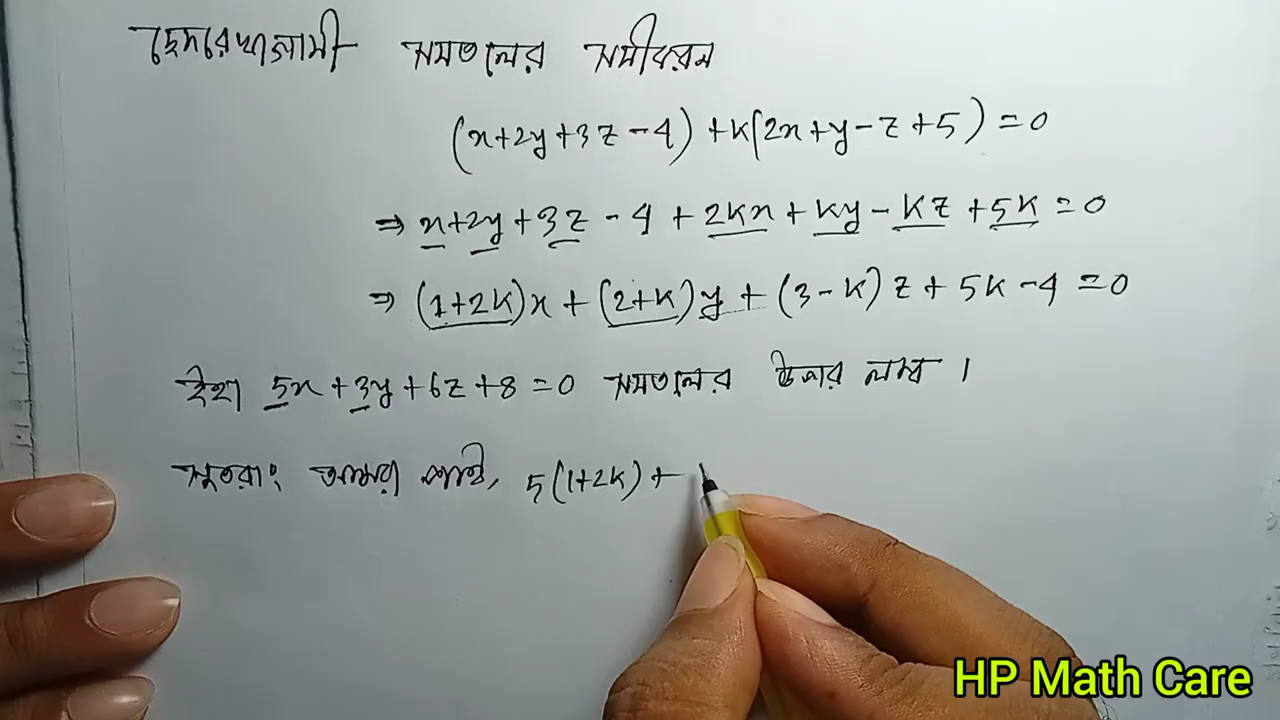 ছেদরেখাগামী সমতলের সমীকরন
(x+2y+3z-4)+k(2x+y-z+5)=0
⇒ x+2y+3z-4+2kx+ky-kz+5k=0
⇒ (1+2k)x+(2+k)y+(3-k)z+5k-4=0
ইহা 5x+3y+6z+8=0 সমতলের উপর লম্ব ।
সুতরাং আমরা পাই, 5(1+2k)+
HP Math Care